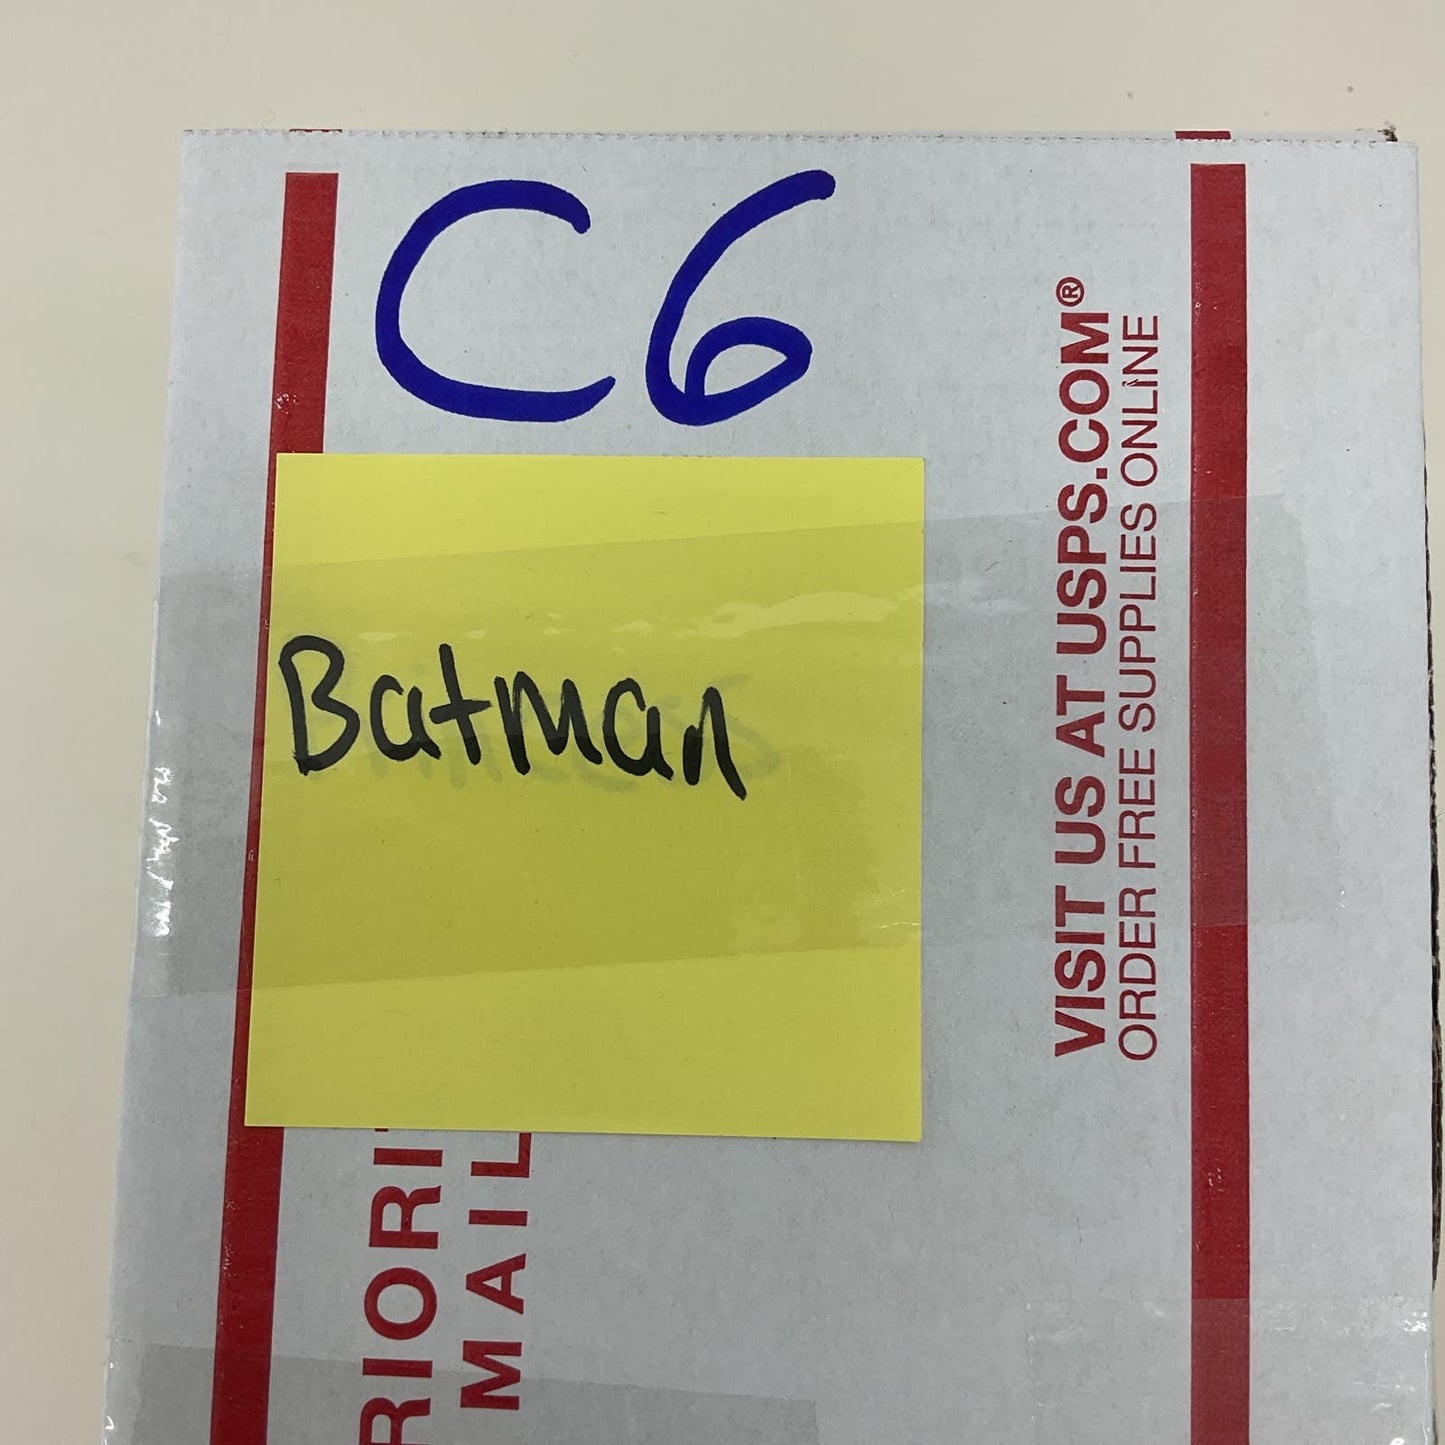 C6
Batman
VISIT US AT USPS.COM®
ORDER FREE SUPPLIES ONLINE
RIORI
MAIL